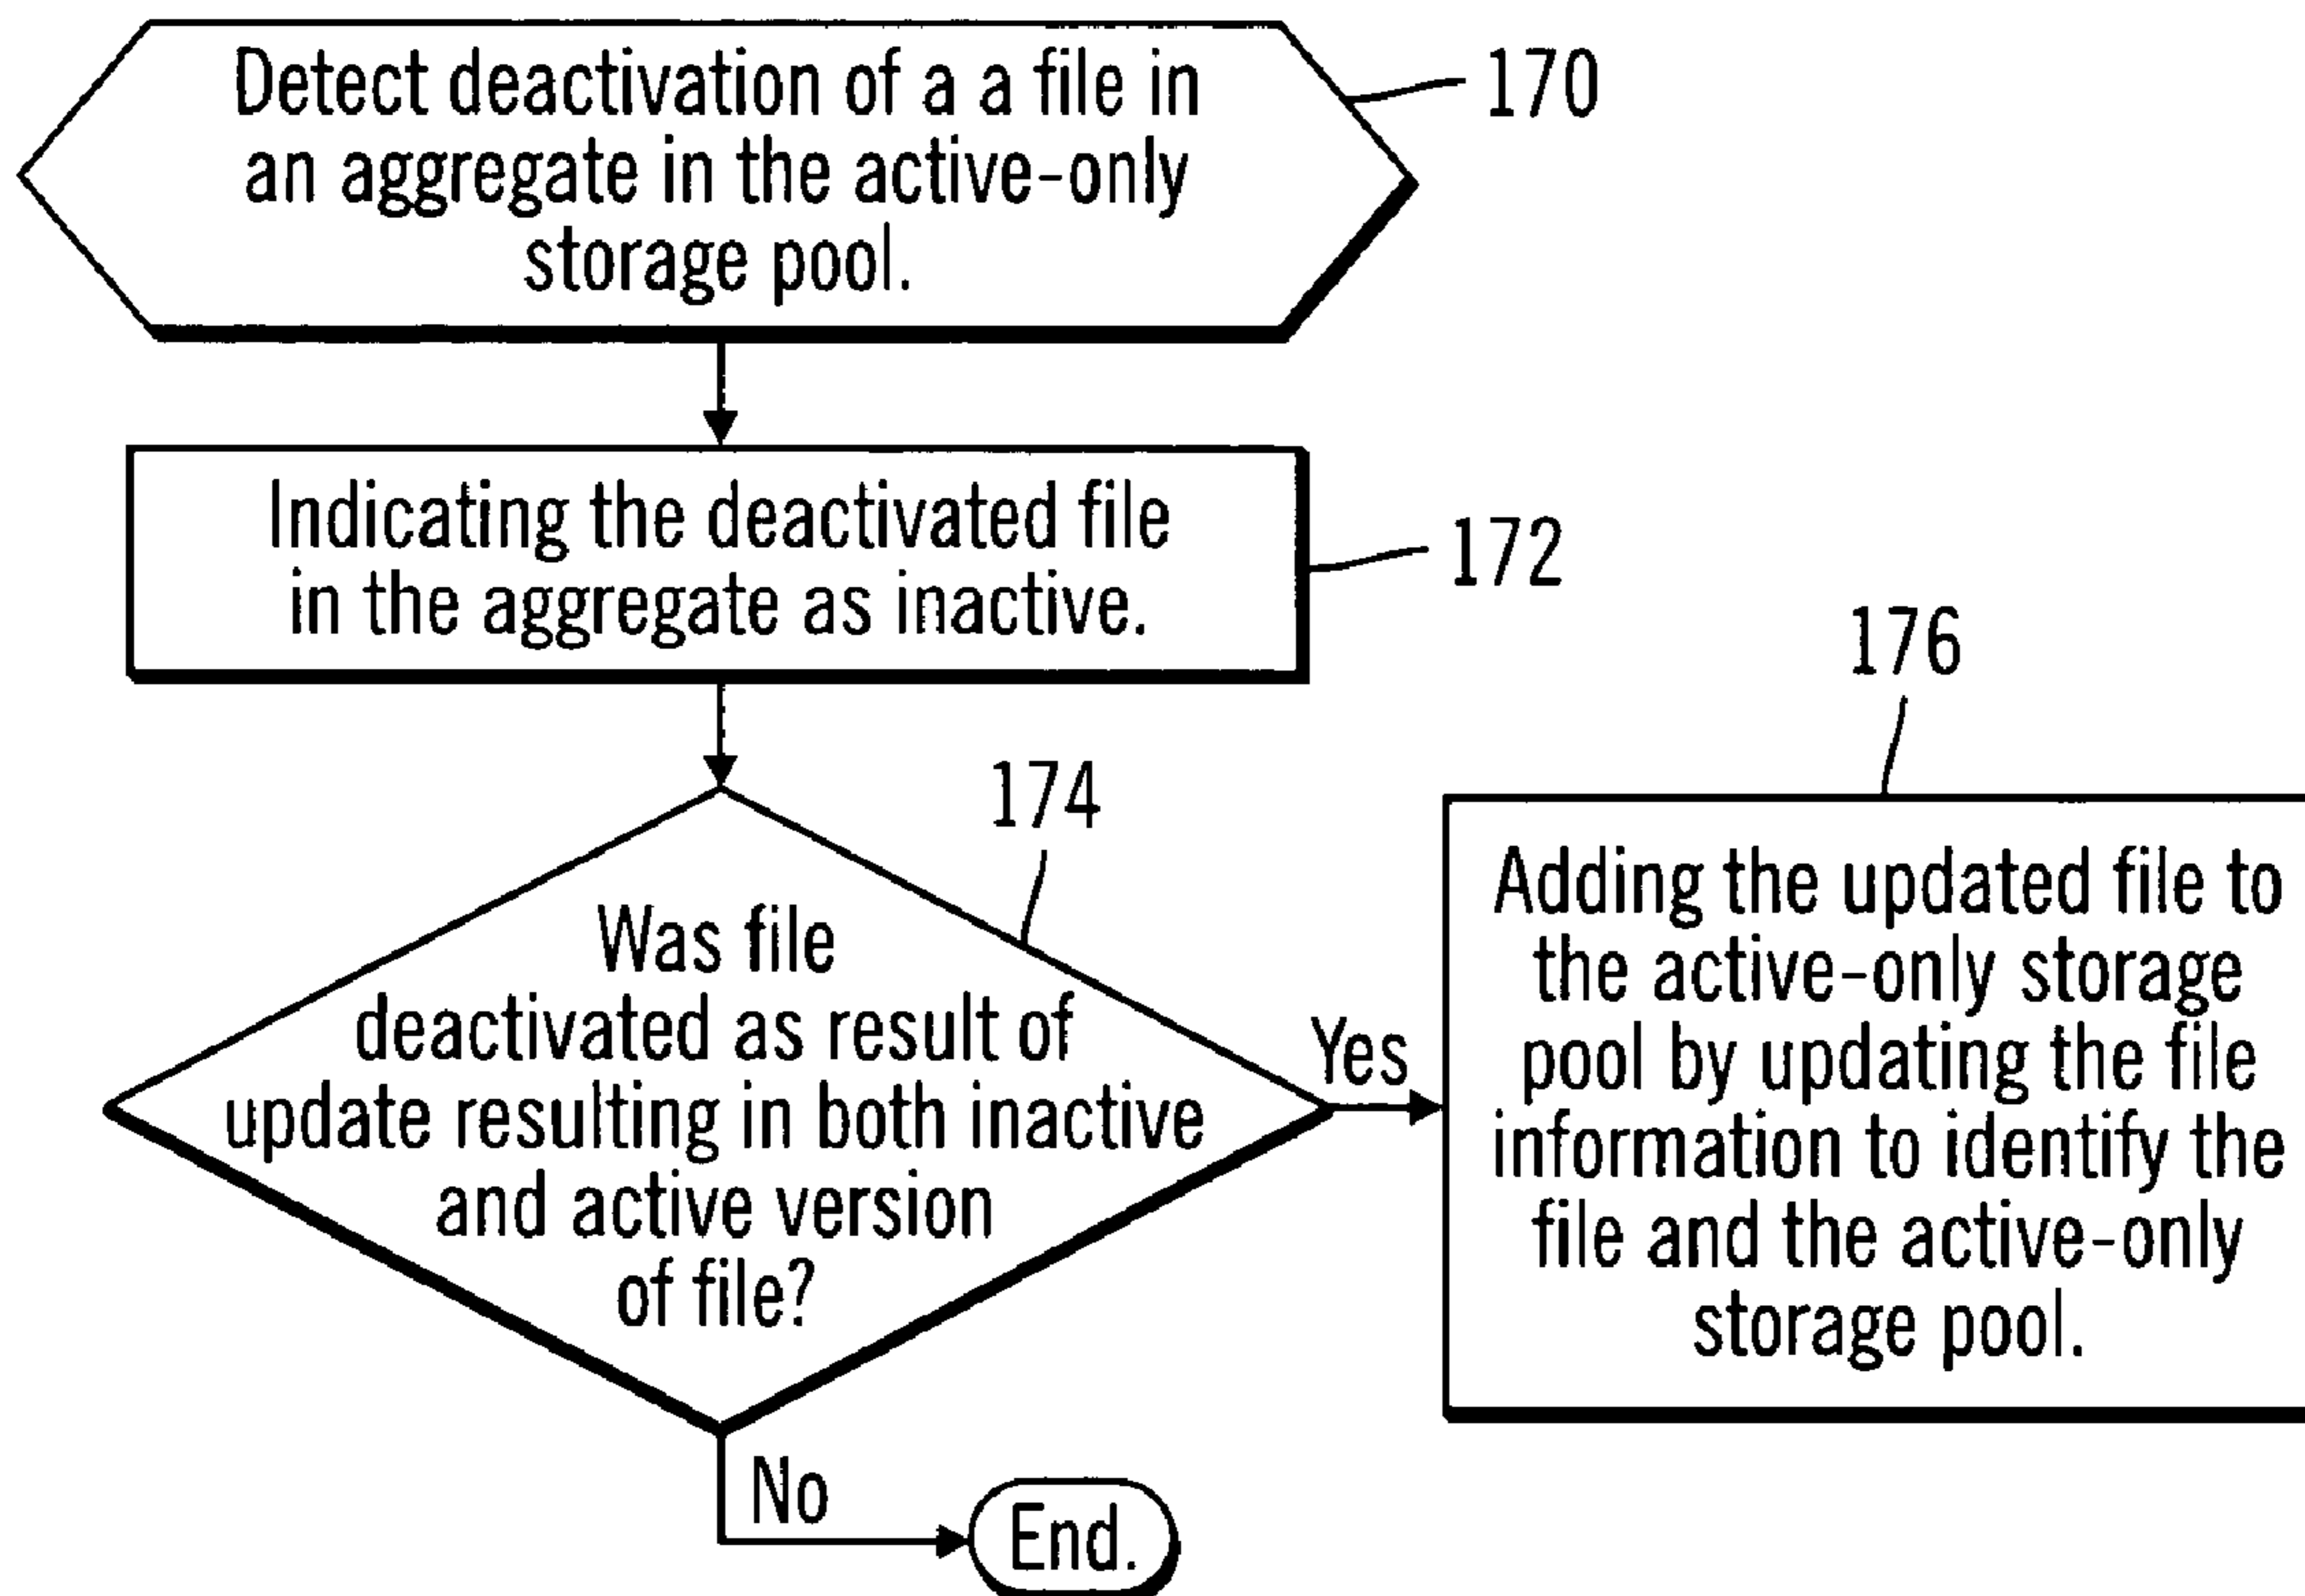 Detect deactivation of a a file in
an aggregate in the active-only
storage pool.
170
Indicating the deactivated file
in the aggregate as inactive.
172
174
Was file
deactivated as result of
update resulting in both inactive
and active version
of file?
Yes
176
Adding the updated file to
the active-only storage
pool by updating the file
information to identify the
file and the active-only
storage pool.
No
End.